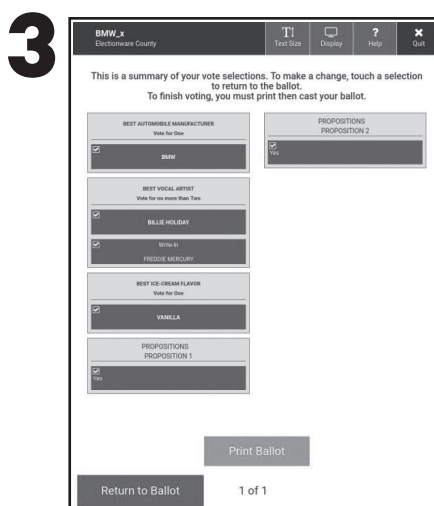 3
BMW_x
Electionware County
T! Text Size
Display
? Help
✖ Quit
This is a summary of your vote selections. To make a change, touch a selection
to return to the ballot.
To finish voting, you must print then cast your ballot.
BEST AUTOMOBILE MANUFACTURER
Vote for One
BMW
BEST VOCAL ARTIST
Vote for no more than Two
BILLIE HOLIDAY
Write-In
FREDDIE MERCURY
BEST ICE-CREAM FLAVOR
Vote for One
VANILLA
PROPOSITIONS
PROPOSITION 1
Yes
PROPOSITIONS
PROPOSITION 2
Yes
Print Ballot
Return to Ballot
1 of 1